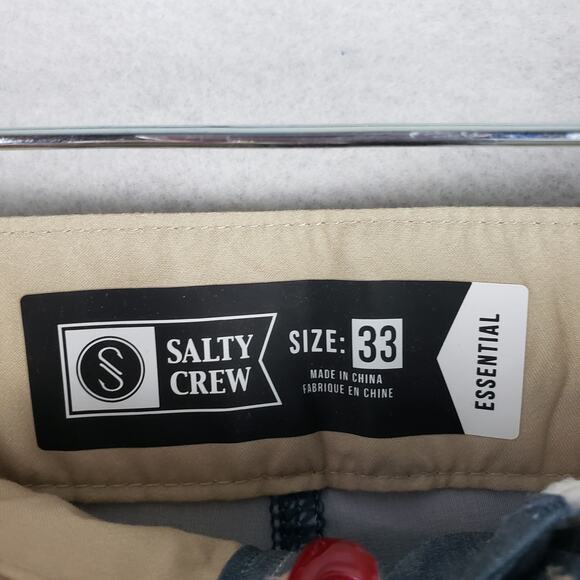 S
SALTY
CREW
SIZE: 33
MADE IN CHINA
FABRIQUE EN CHINE
ESSENTIAL